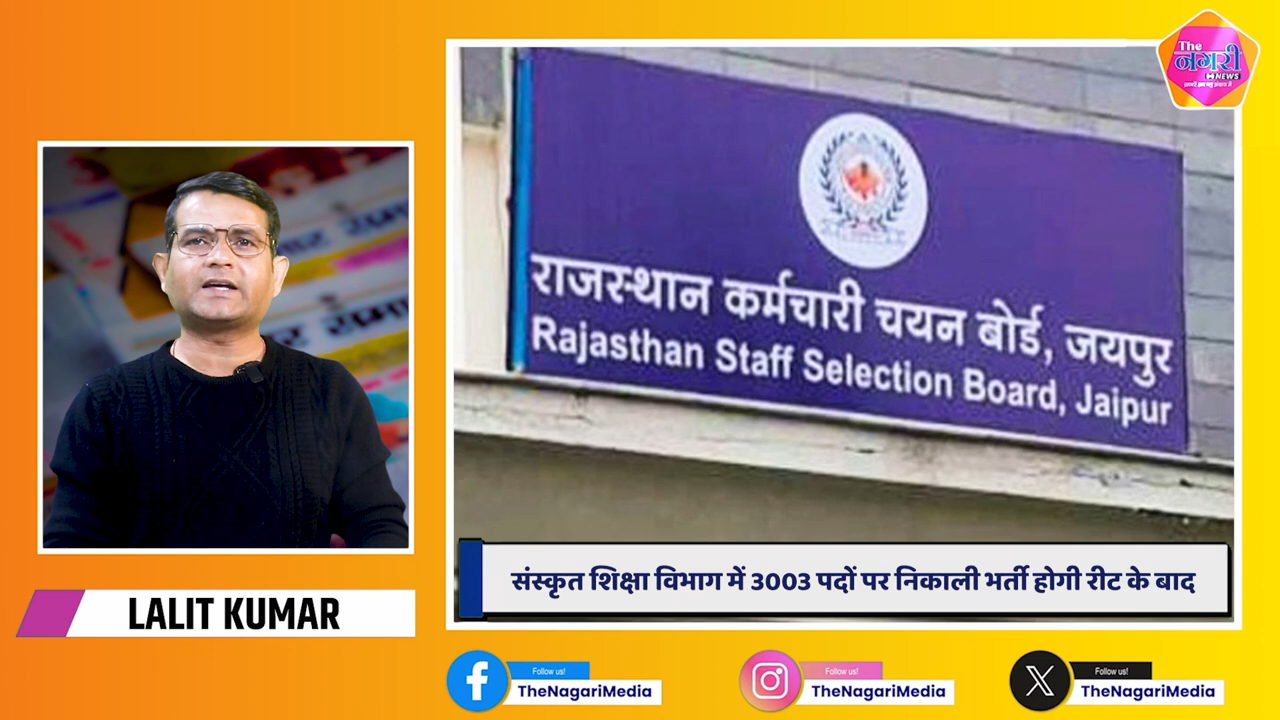 The
नगरी
NEWS
राजस्थान कर्मचारी चयन बोर्ड, जयपुर
Rajasthan Staff Selection Board, Jaipur
संस्कृत शिक्षा विभाग में 3003 पदों पर निकाली भर्ती होगी रीट के बाद
LALIT KUMAR
Follow us!
TheNagariMedia
Follow us!
TheNagariMedia
Follow us!
TheNagariMedia